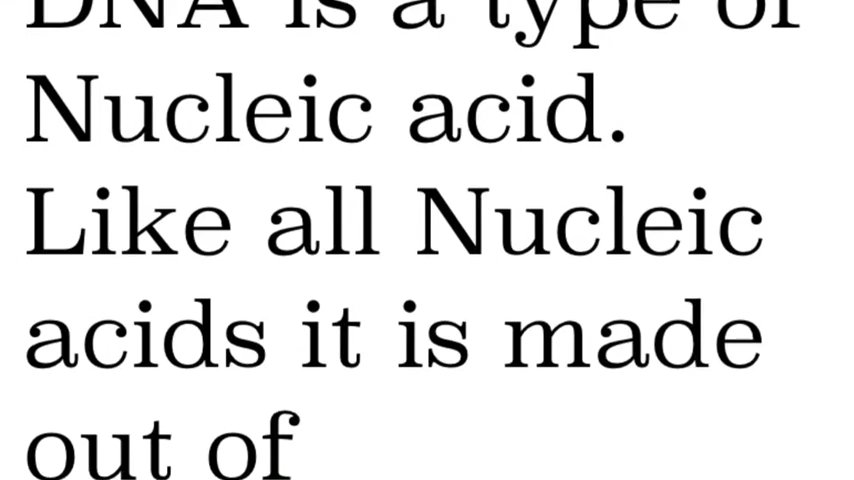 DNA is a type of
Nucleic acid.
Like all Nucleic
acids it is made
out of